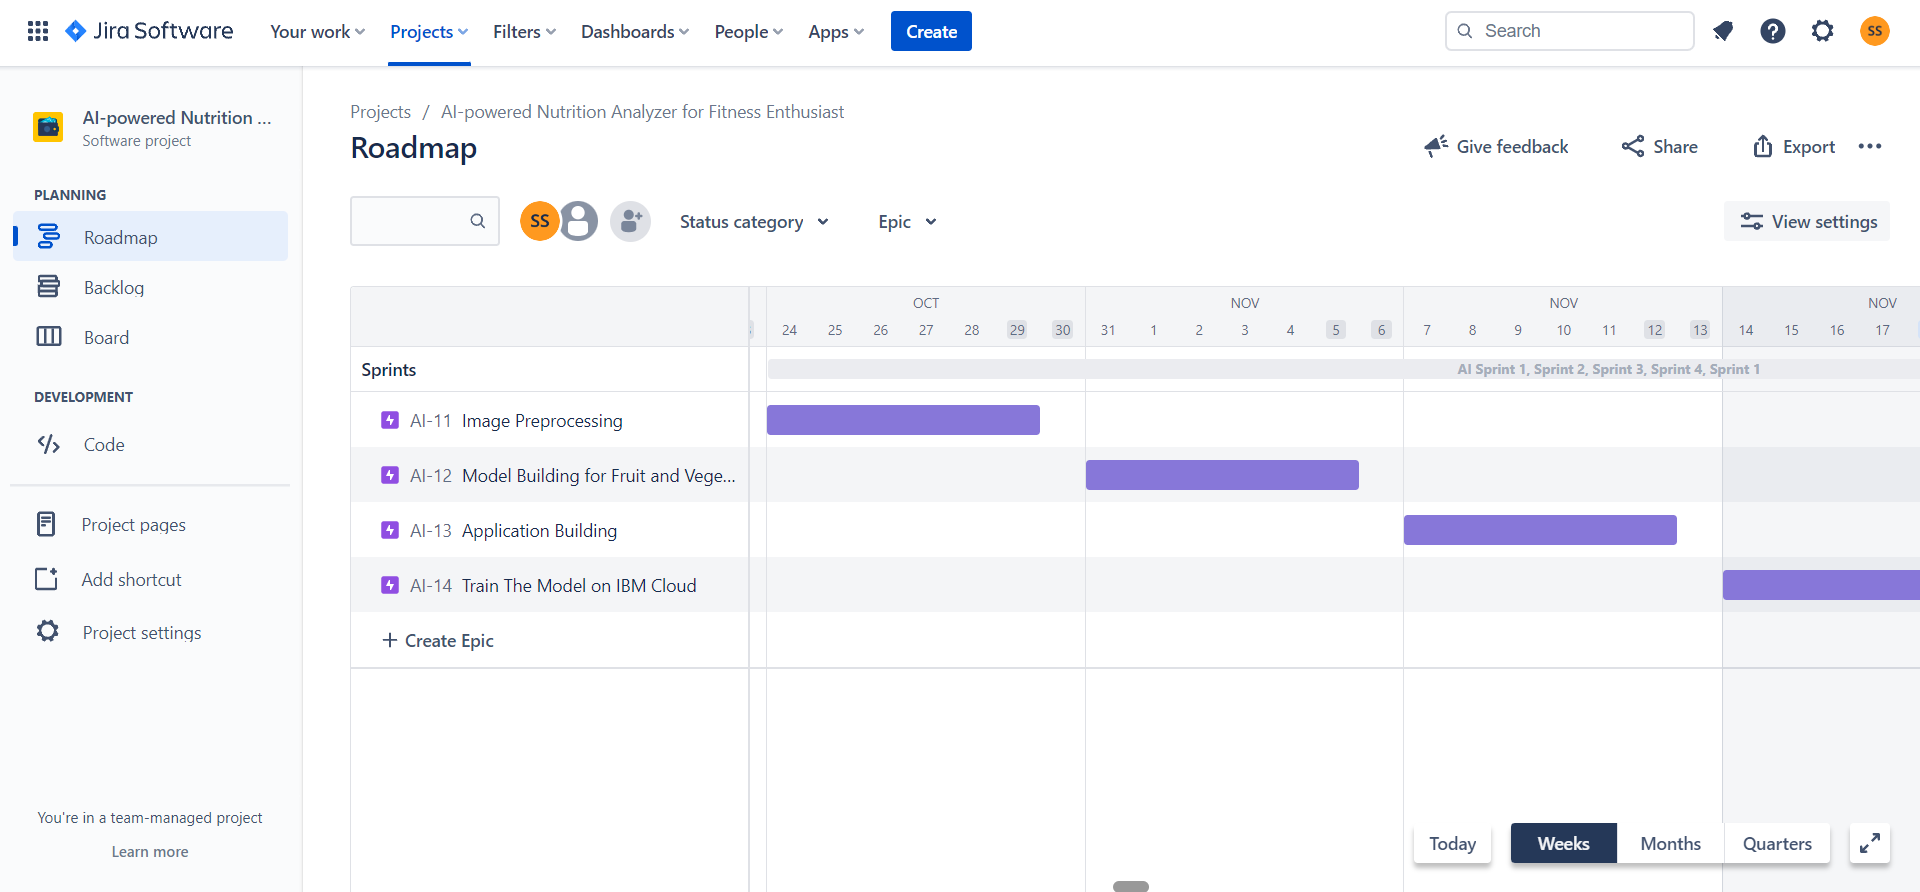 Jira Software Your work Projects Filters Dashboards People Apps Create Search SS
AI-powered Nutrition ...
Software project
PLANNING
Roadmap
Backlog
Board
DEVELOPMENT
Code
Project pages
Add shortcut
Project settings
You're in a team-managed project
Learn more
Projects / AI-powered Nutrition Analyzer for Fitness Enthusiast
Roadmap
Give feedback Share Export
SS Status category Epic View settings
OCT NOV NOV NOV
24 25 26 27 28 29 30 31 1 2 3 4 5 6 7 8 9 10 11 12 13 14 15 16 17
Sprints AI Sprint 1, Sprint 2, Sprint 3, Sprint 4, Sprint 1
AI-11 Image Preprocessing
AI-12 Model Building for Fruit and Vege...
AI-13 Application Building
AI-14 Train The Model on IBM Cloud
+ Create Epic
Today Weeks Months Quarters